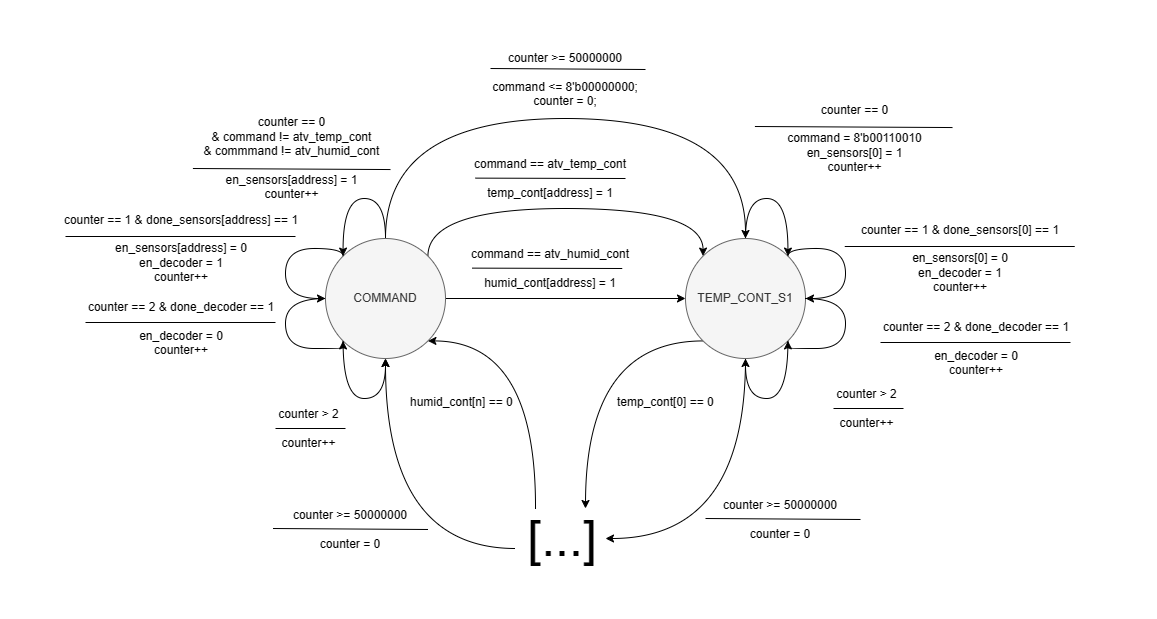 counter >= 50000000
command <= 8'b00000000;
counter = 0;
counter == 0
& command != atv_temp_cont
& commmand != atv_humid_cont
en_sensors[address] = 1
counter++
counter == 0
command = 8'b00110010
en_sensors[0] = 1
counter++
command == atv_temp_cont
temp_cont[address] = 1
counter == 1 & done_sensors[address] == 1
en_sensors[address] = 0
en_decoder = 1
counter++
command == atv_humid_cont
humid_cont[address] = 1
counter == 1 & done_sensors[0] == 1
en_sensors[0] = 0
en_decoder = 1
counter++
COMMAND
TEMP_CONT_S1
counter == 2 & done_decoder == 1
en_decoder = 0
counter++
counter == 2 & done_decoder == 1
en_decoder = 0
counter++
counter > 2
counter++
humid_cont[n] == 0
temp_cont[0] == 0
counter > 2
counter++
counter >= 50000000
counter = 0
[...]
counter >= 50000000
counter = 0